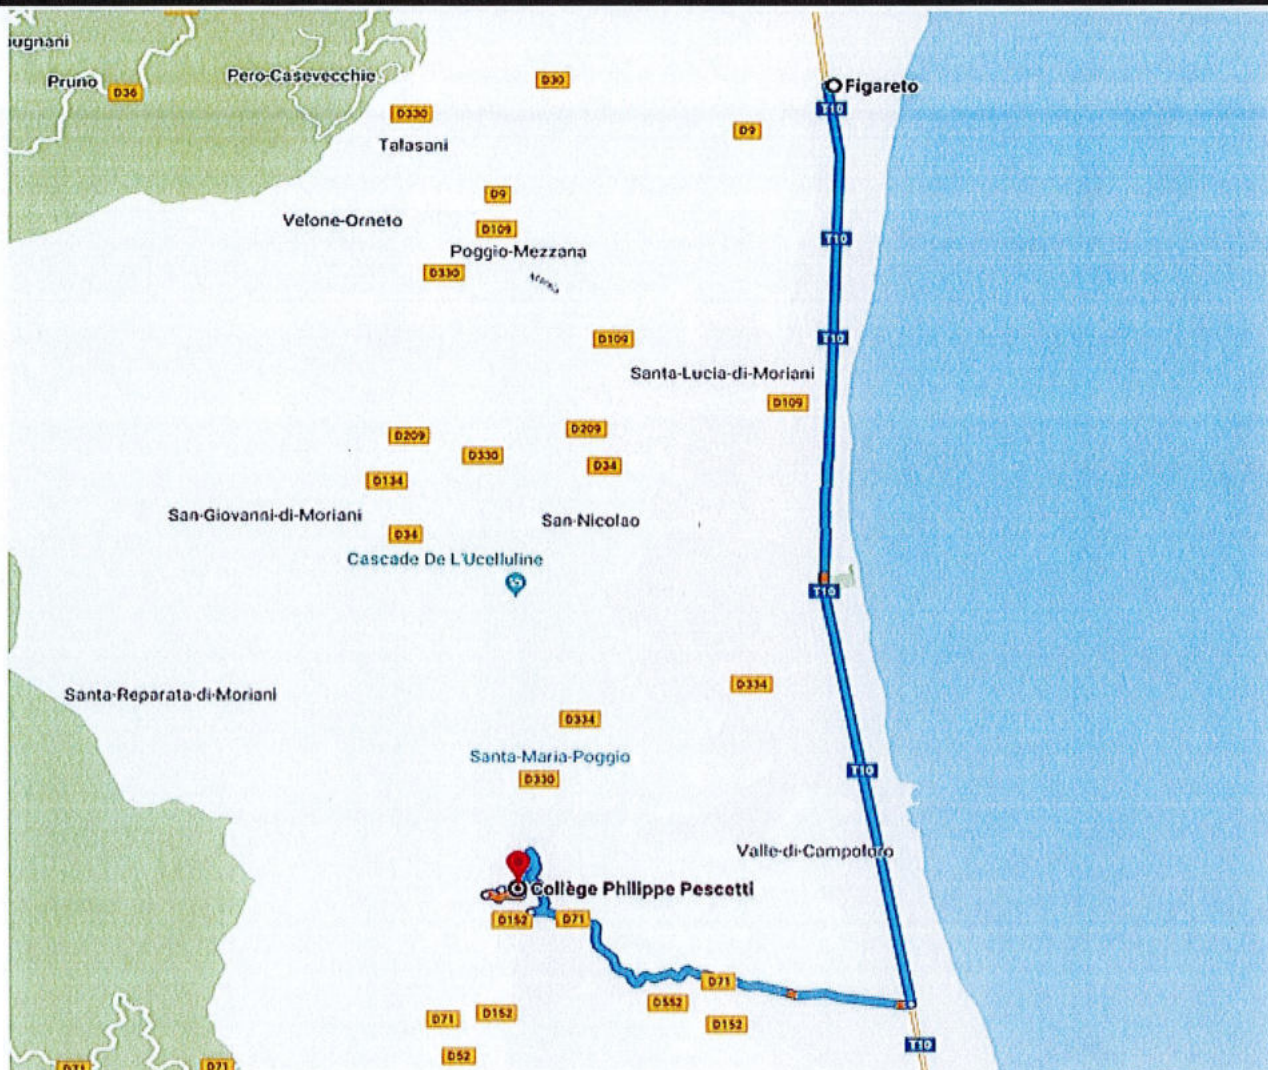 Figareto
Pruno
Pero-Casevecchie
D36
D30
T10
D330
D9
Talasani
D9
Velone-Orneto
D109
T10
Poggio-Mezzana
D330
D109
T10
Santa-Lucia-di-Moriani
D109
D209
D209
D330
D34
D134
San-Giovanni-di-Moriani
San-Nicolao
D34
Cascade De L'Ucelluline
T10
D334
Santa-Reparata-di-Moriani
D334
Santa-Maria-Poggio
T10
D330
Valle-di-Campoloro
Collège Philippe Pescetti
D152
D71
D71
D552
D71
D152
D152
T10
D52
D71
D71